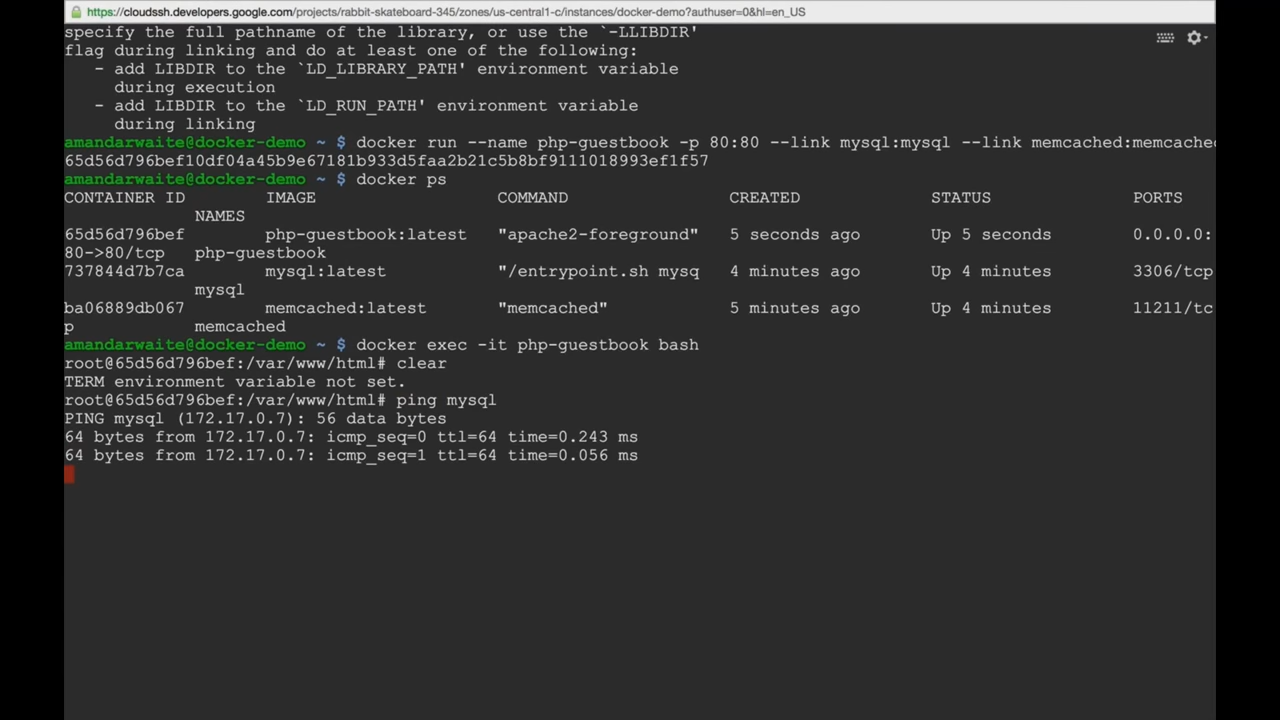 https://cloudssh.developers.google.com/projects/rabbit-skateboard-345/zones/us-central1-c/instances/docker-demo?authuser=0&hl=en_US
specify the full pathname of the library, or use the `-LLIBDIR'
flag during linking and do at least one of the following:
- add LIBDIR to the `LD_LIBRARY_PATH' environment variable
during execution
- add LIBDIR to the `LD_RUN_PATH' environment variable
during linking
amandarwaite@docker-demo ~ $ docker run --name php-guestbook -p 80:80 --link mysql:mysql --link memcached:memcached
65d56d796bef10df04a45b9e67181b933d5faa2b21c5b8bf9111018993ef1f57
amandarwaite@docker-demo ~ $ docker ps
CONTAINER ID IMAGE COMMAND CREATED STATUS PORTS
NAMES
65d56d796bef php-guestbook:latest "apache2-foreground" 5 seconds ago Up 5 seconds 0.0.0.0:
80->80/tcp php-guestbook
737844d7b7ca mysql:latest "/entrypoint.sh mysq 4 minutes ago Up 4 minutes 3306/tcp
mysql
ba06889db067 memcached:latest "memcached" 5 minutes ago Up 4 minutes 11211/tc
p memcached
amandarwaite@docker-demo ~ $ docker exec -it php-guestbook bash
root@65d56d796bef:/var/www/html# clear
TERM environment variable not set.
root@65d56d796bef:/var/www/html# ping mysql
PING mysql (172.17.0.7): 56 data bytes
64 bytes from 172.17.0.7: icmp_seq=0 ttl=64 time=0.243 ms
64 bytes from 172.17.0.7: icmp_seq=1 ttl=64 time=0.056 ms